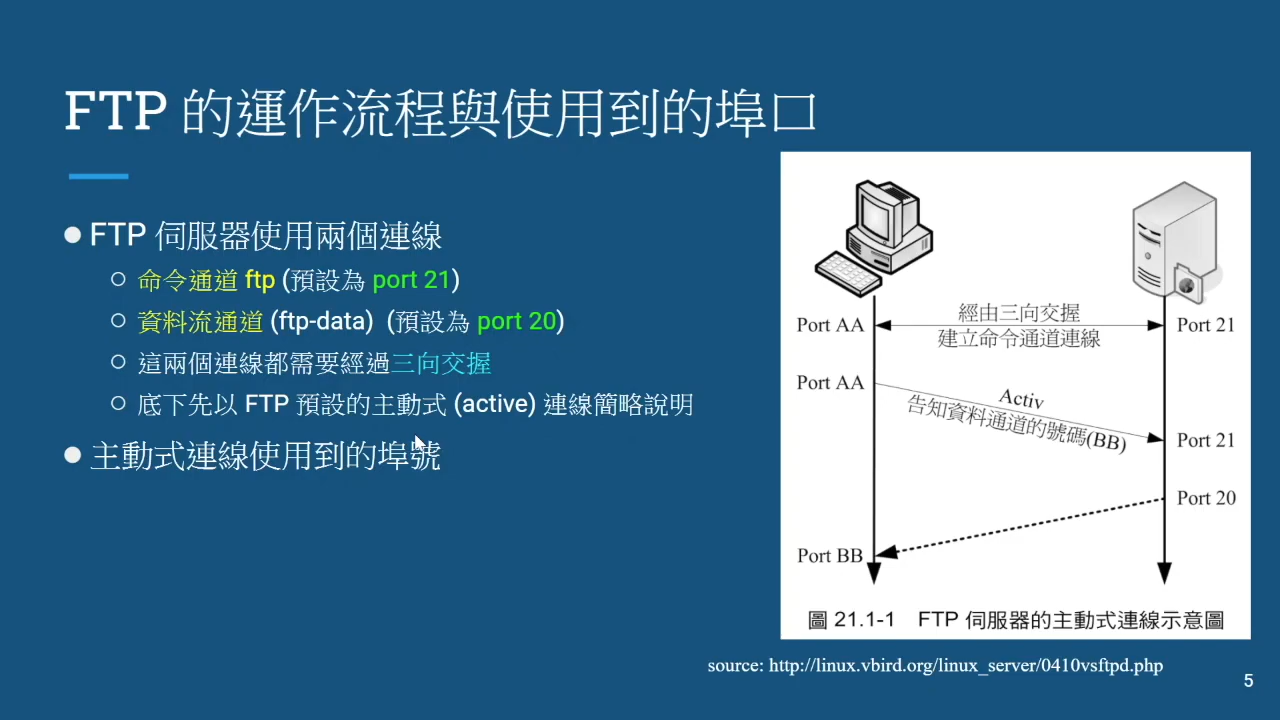 FTP 的運作流程與使用到的埠口
● FTP 伺服器使用兩個連線
○ 命令通道 ftp (預設為 port 21)
○ 資料流通道 (ftp-data) (預設為 port 20)
○ 這兩個連線都需要經過三向交握
○ 底下先以 FTP 預設的主動式 (active) 連線簡略說明
● 主動式連線使用到的埠號
經由三向交握
Port AA
Port 21
建立命令通道連線
Port AA
Activ
告知資料通道的號碼(BB)
Port 21
Port 20
Port BB
圖 21.1-1 FTP 伺服器的主動式連線示意圖
source: http://linux.vbird.org/linux_server/0410vsftpd.php
5